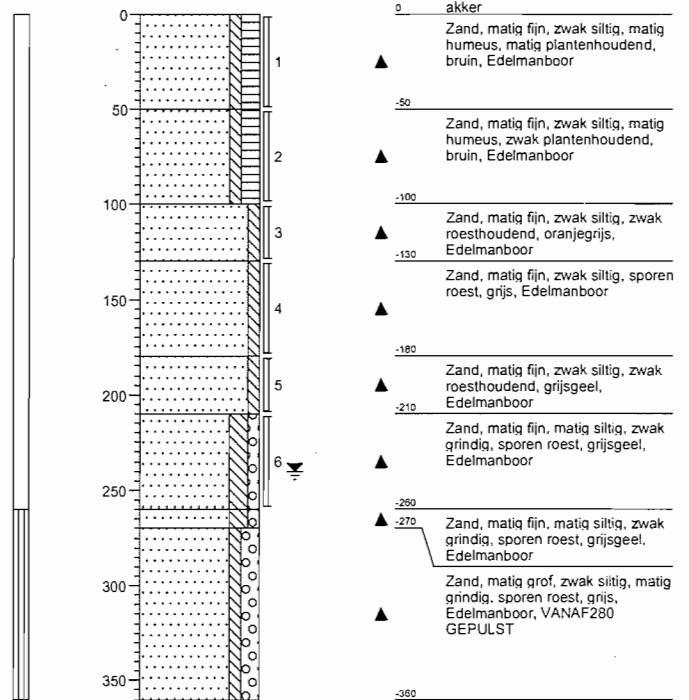 0
50
100
150
200
250
300
350
1
2
3
4
5
6
0 akker
Zand, matig fijn, zwak siltig, matig
humeus, matig plantenhoudend,
bruin, Edelmanboor
-50
Zand, matig fijn, zwak siltig, matig
humeus, zwak plantenhoudend,
bruin, Edelmanboor
-100
Zand, matig fijn, zwak siltig, zwak
roesthoudend, oranjegrijs,
Edelmanboor
-130
Zand, matig fijn, zwak siltig, sporen
roest, grijs, Edelmanboor
-180
Zand, matig fijn, zwak siltig, zwak
roesthoudend, grijsgeel,
Edelmanboor
-210
Zand, matig fijn, matig siltig, zwak
grindig, sporen roest, grijsgeel,
Edelmanboor
-260
-270
Zand, matig fijn, matig siltig, zwak
grindig, sporen roest, grijsgeel,
Edelmanboor
Zand, matig grof, zwak siltig, matig
grindig, sporen roest, grijs,
Edelmanboor, VANAF280
GEPULST
-360